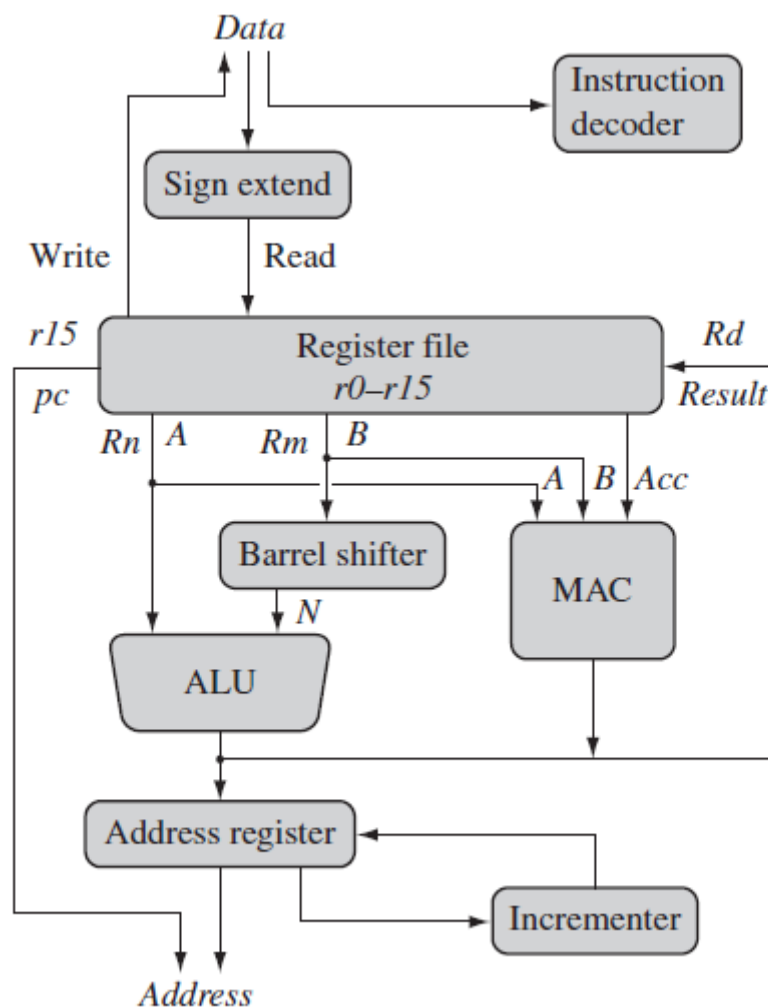 Data
Instruction
decoder
Sign extend
Write
Read
r15
pc
Register file
r0–r15
Rd
Result
Rn
A
Rm
B
A
B
Acc
Barrel shifter
MAC
N
ALU
Address register
Incrementer
Address